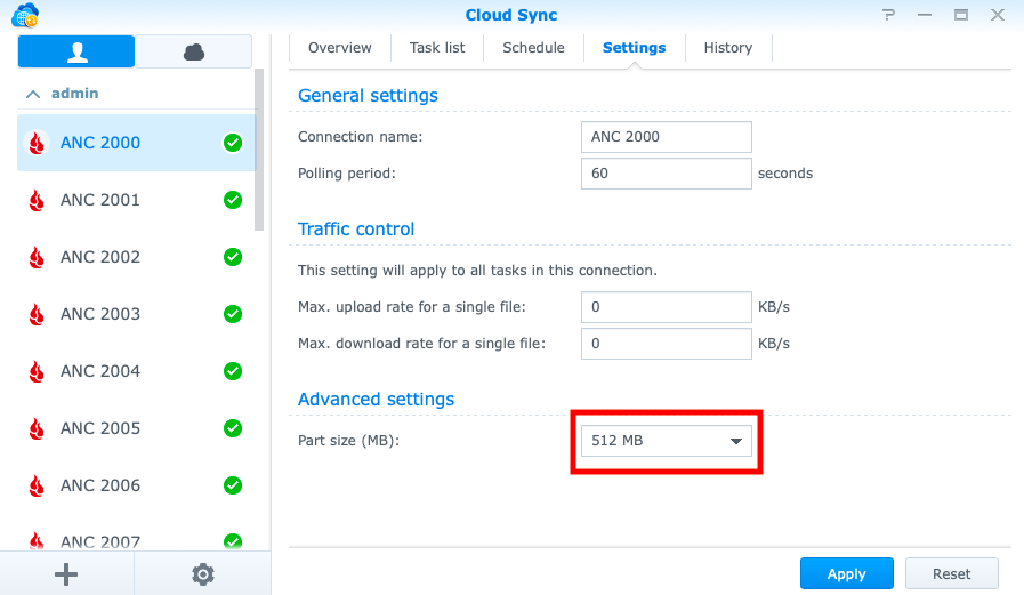 Cloud Sync
Overview Task list Schedule Settings History
admin
ANC 2000
ANC 2001
ANC 2002
ANC 2003
ANC 2004
ANC 2005
ANC 2006
ANC 2007
General settings
Connection name: ANC 2000
Polling period: 60 seconds
Traffic control
This setting will apply to all tasks in this connection.
Max. upload rate for a single file: 0 KB/s
Max. download rate for a single file: 0 KB/s
Advanced settings
Part size (MB): 512 MB
Apply Reset